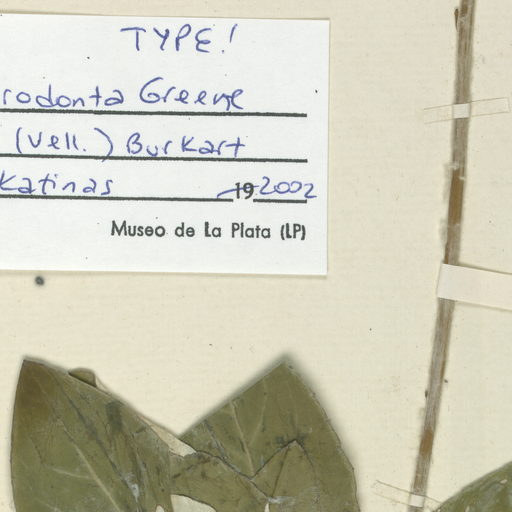 TYPE!
rodonta Greene
(Vell.) Burkart
Katinas 19 2002
Museo de La Plata (LP)